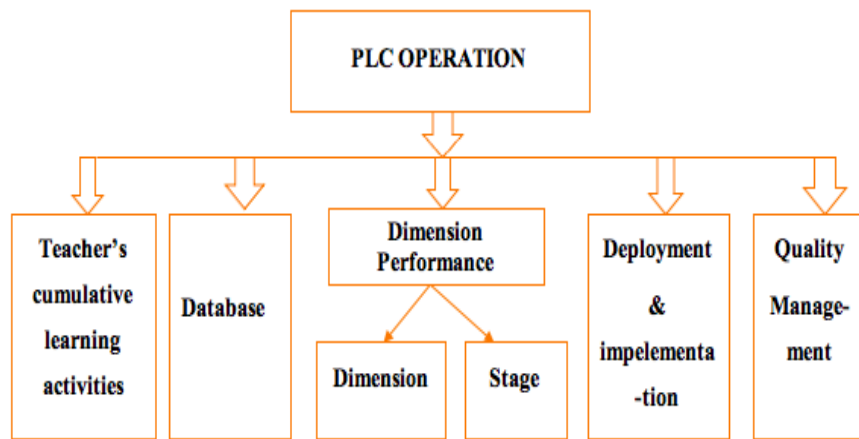 PLC OPERATION
Teacher's
cumulative
learning
activities
Database
Dimension
Performance
Dimension
Stage
Deployment
&
impelementa
-tion
Quality
Manage-
ment